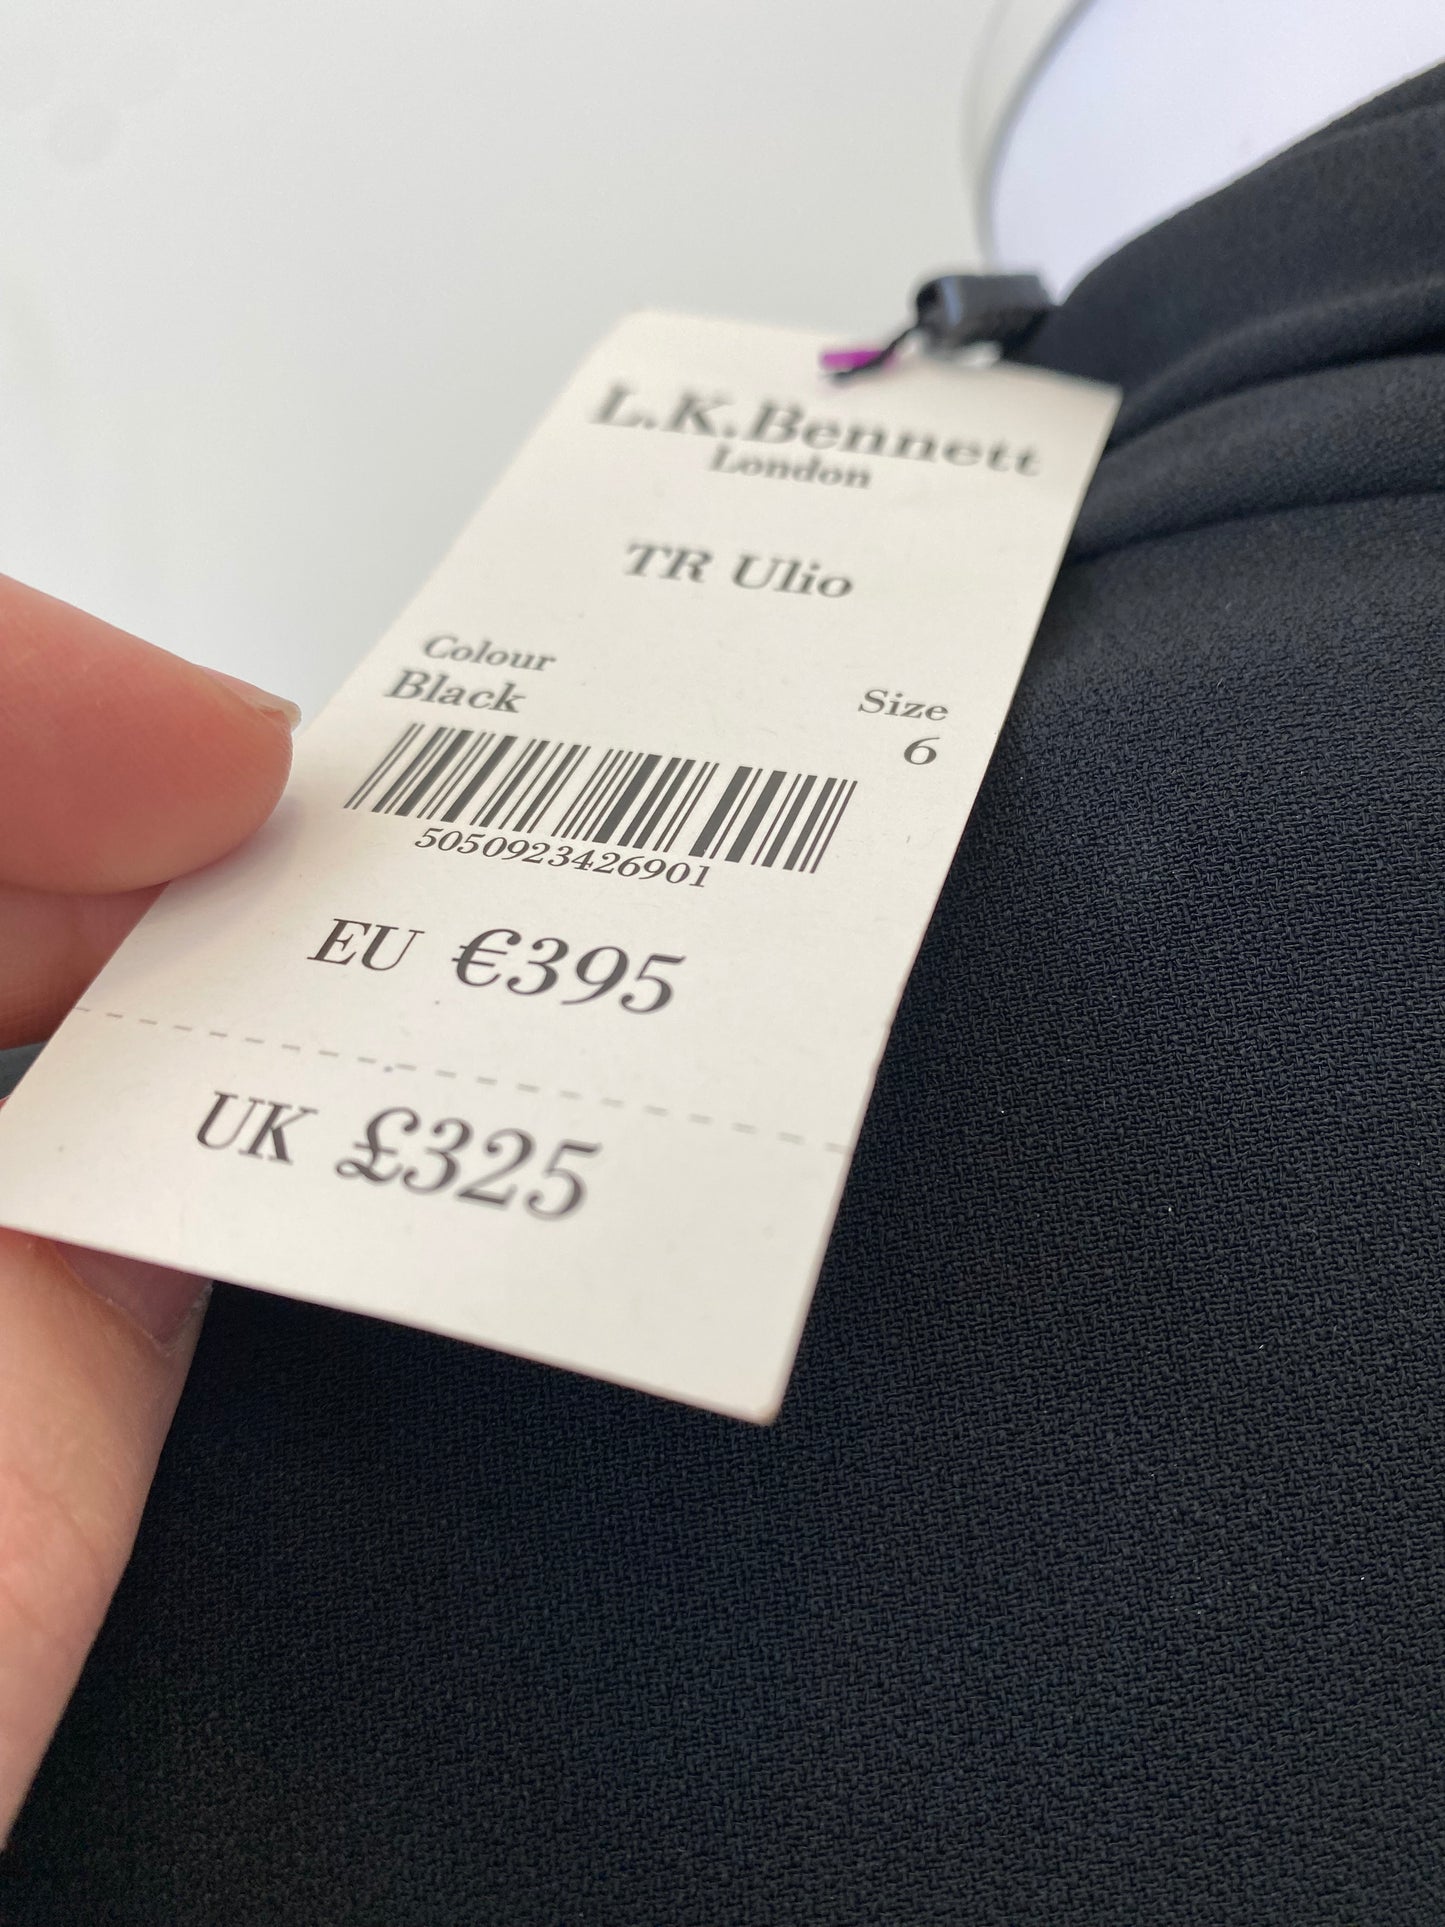 L.K.Bennett
London
TR Ulio
Colour
Black
Size
6
5050923426901
EU €395
UK £325